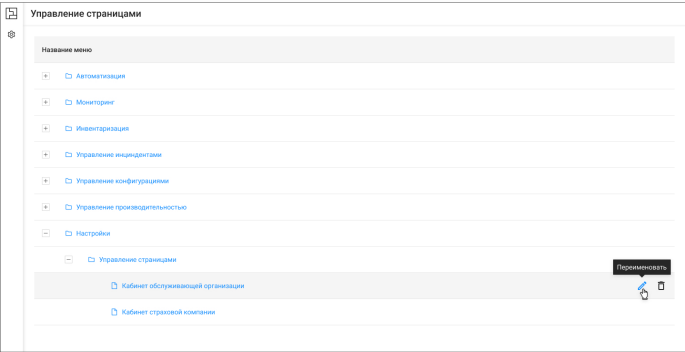 Управление страницами
Название меню
Автоматизация
Мониторинг
Инвентаризация
Управление инциндентами
Управление конфигурациями
Управление производительностью
Настройки
Управление страницами
Переименовать
Кабинет обслуживающей организации
Кабинет страховой компании